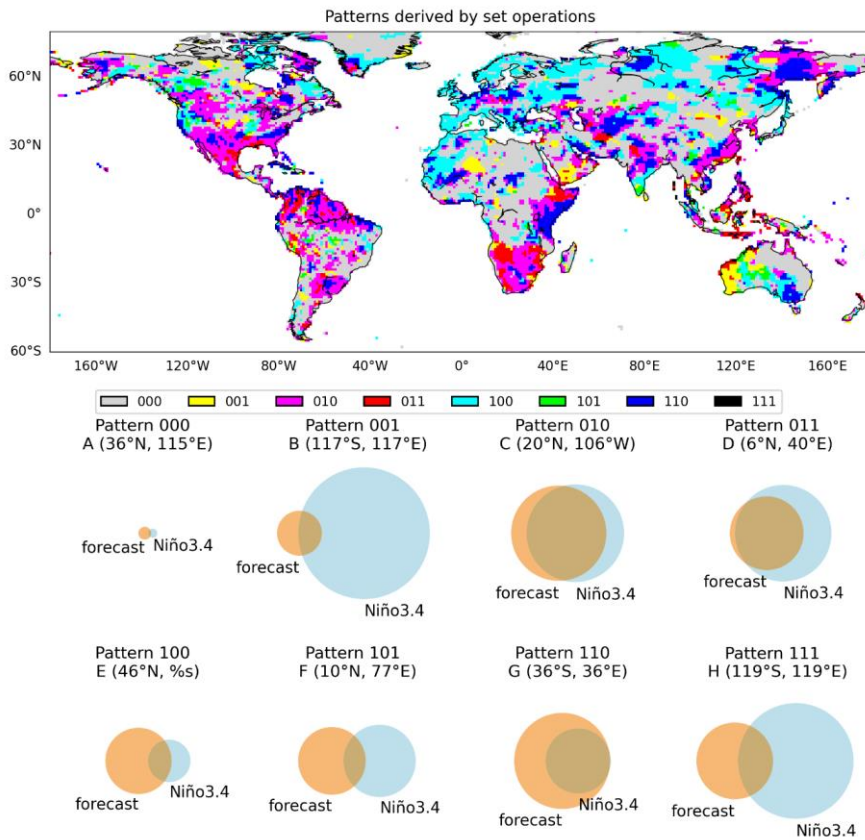 Patterns derived by set operations
60°N
30°N
0°
30°S
60°S
160°W 120°W 80°W 40°W 0° 40°E 80°E 120°E 160°E
000 001 010 011 100 101 110 111
Pattern 000 Pattern 001 Pattern 010 Pattern 011
A (36°N, 115°E) B (117°S, 117°E) C (20°N, 106°W) D (6°N, 40°E)
forecast Niño3.4 forecast Niño3.4 forecast Niño3.4 forecast Niño3.4
Pattern 100 Pattern 101 Pattern 110 Pattern 111
E (46°N, %s) F (10°N, 77°E) G (36°S, 36°E) H (119°S, 119°E)
forecast Niño3.4 forecast Niño3.4 forecast Niño3.4 forecast Niño3.4